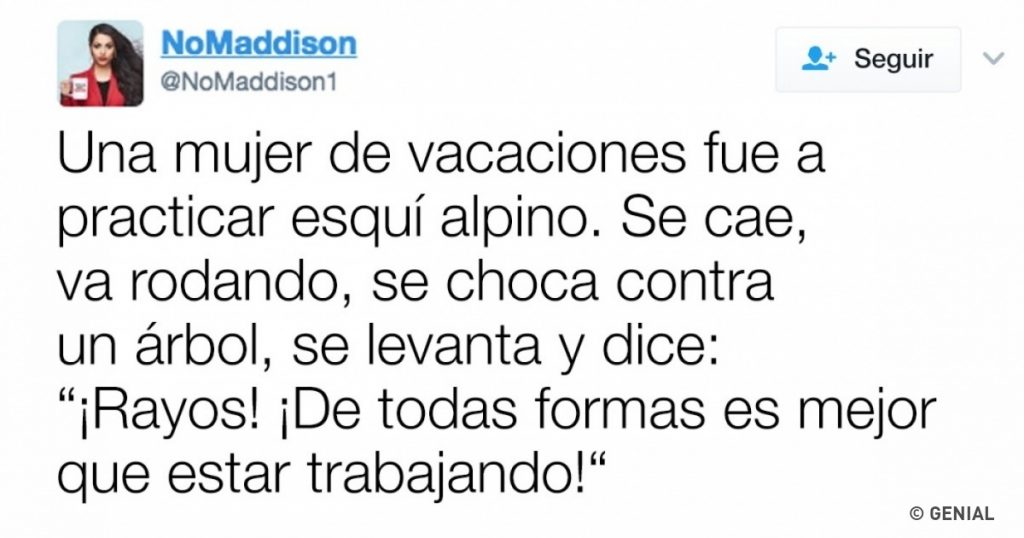 NoMaddison
@NoMaddison1
Seguir
Una mujer de vacaciones fue a
practicar esquí alpino. Se cae,
va rodando, se choca contra
un árbol, se levanta y dice:
“¡Rayos! ¡De todas formas es mejor
que estar trabajando!“
© GENIAL